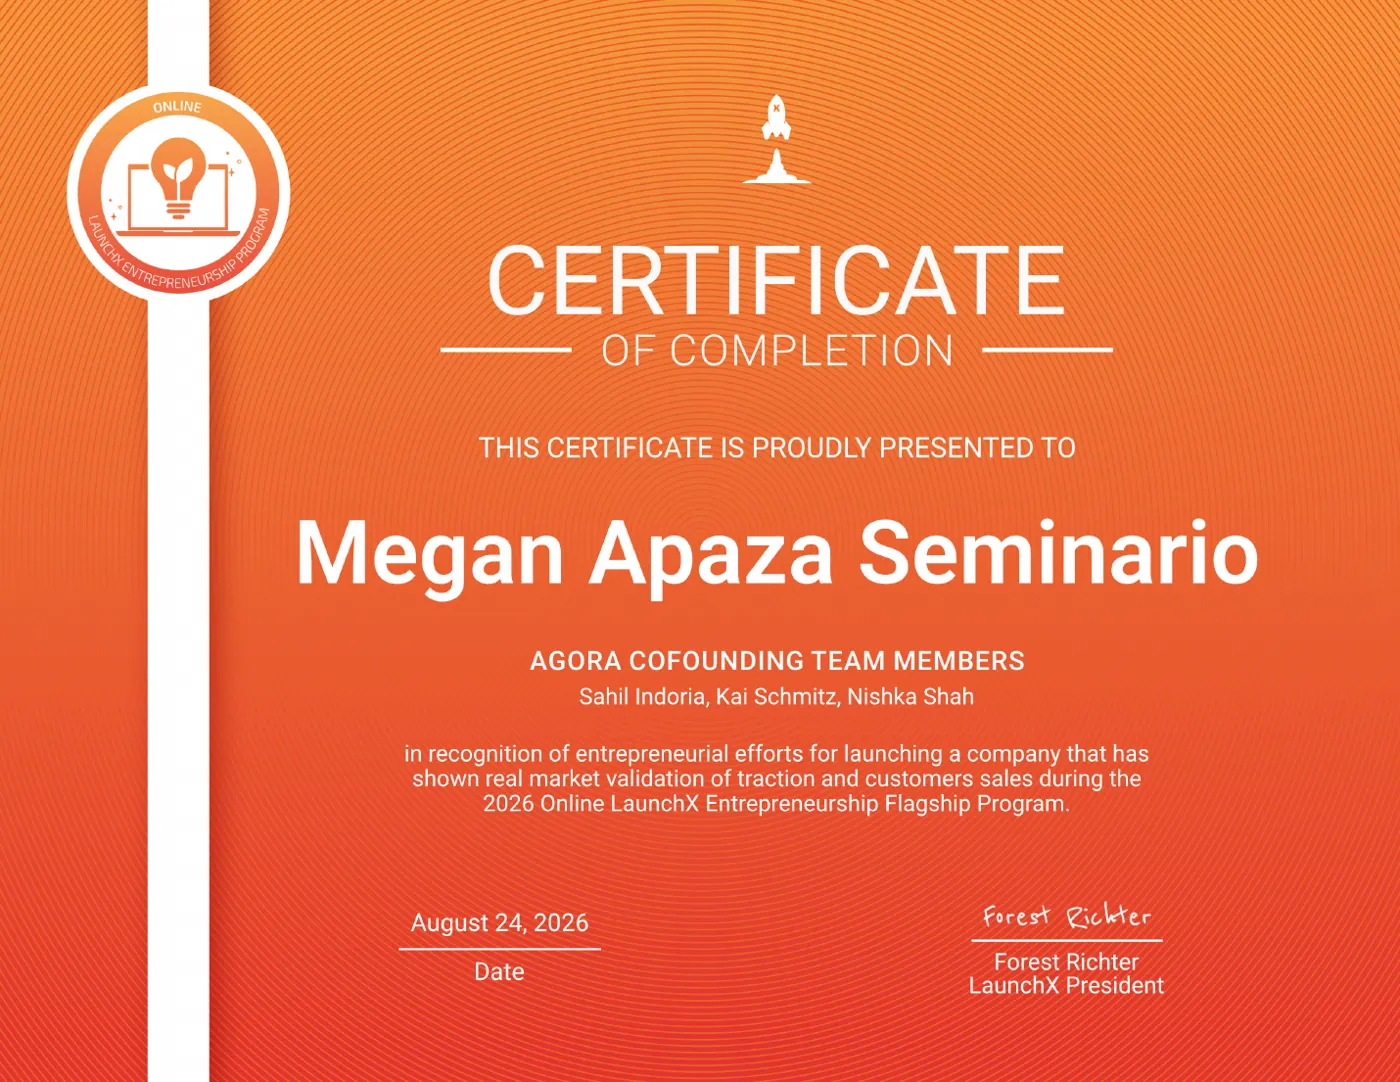 ONLINE
LAUNCHX ENTREPRENEURSHIP PROGRAM
CERTIFICATE
OF COMPLETION
THIS CERTIFICATE IS PROUDLY PRESENTED TO
Megan Apaza Seminario
AGORA COFOUNDING TEAM MEMBERS
Sahil Indoria, Kai Schmitz, Nishka Shah
in recognition of entrepreneurial efforts for launching a company that has
shown real market validation of traction and customers sales during the
2026 Online LaunchX Entrepreneurship Flagship Program.
August 24, 2026
Date
Forest Richter
Forest Richter
LaunchX President